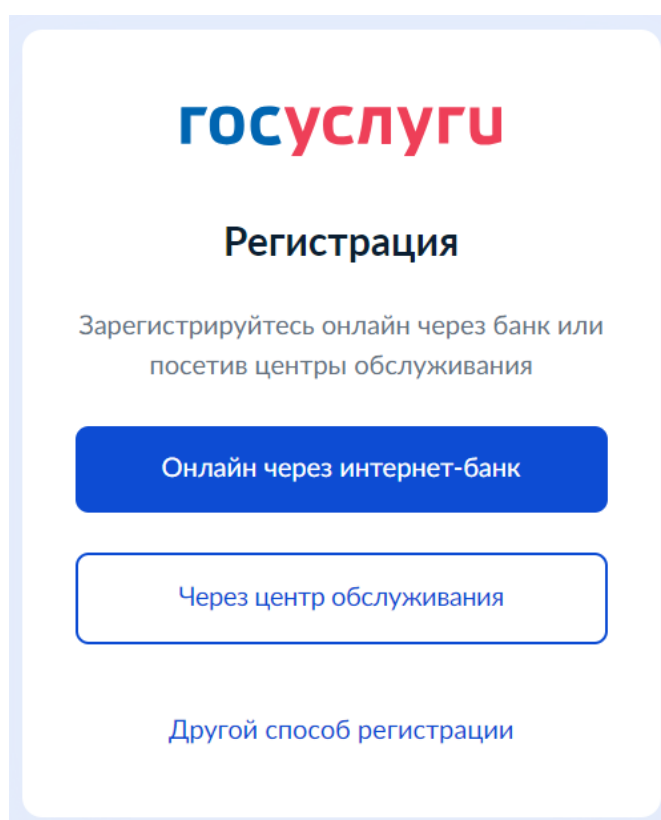 госуслуги
Регистрация
Зарегистрируйтесь онлайн через банк или
посетив центры обслуживания
Онлайн через интернет-банк
Через центр обслуживания
Другой способ регистрации